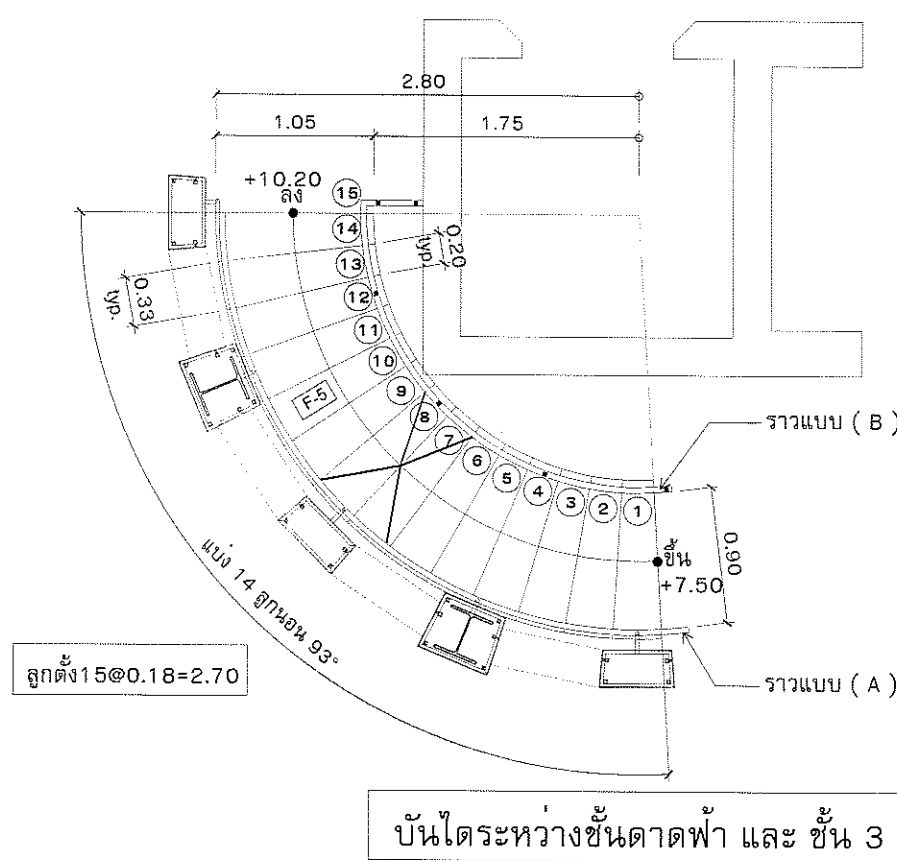 2.80
1.05
1.75
+10.20
ลง
15
14
13
12
11
10
9
8
7
6
5
4
3
2
1
0.20
typ.
0.33
typ.
F-5
ราวแบบ ( B )
0.90
ขึ้น
+7.50
แบ่ง 14 ลูกนอน 93°
ลูกตั้ง15@0.18=2.70
ราวแบบ ( A )
บันไดระหว่างชั้นดาดฟ้า และ ชั้น 3